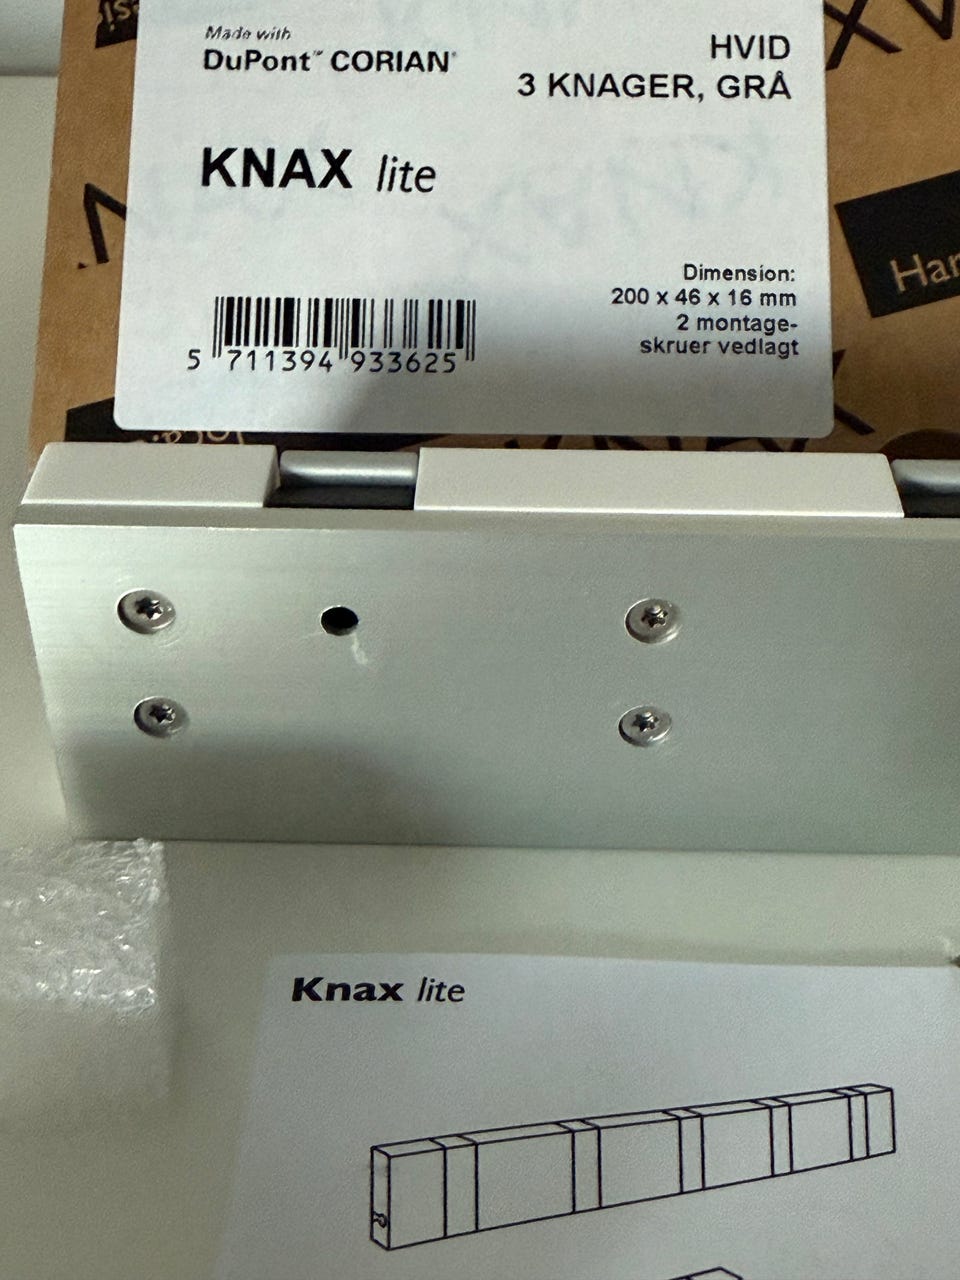 Made with
DuPont™ CORIAN®
HVID
3 KNAGER, GRÅ
KNAX lite
Dimension:
200 x 46 x 16 mm
2 montage-
skruer vedlagt
5 711394 933625
Knax lite